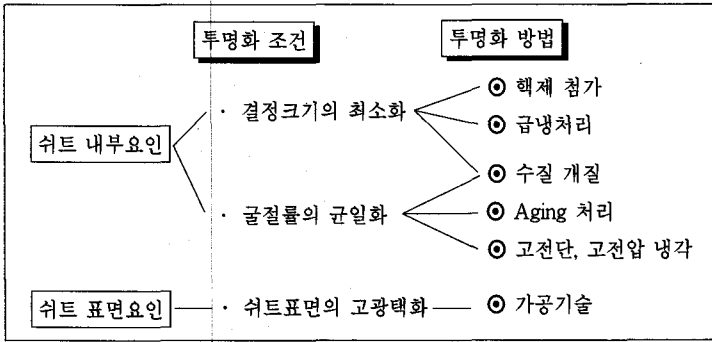 투명화 조건 투명화 방법
· 결정크기의 최소화 ⊙ 핵제 첨가
⊙ 급냉처리
쉬트 내부요인
⊙ 수질 개질
· 굴절률의 균일화 ⊙ Aging 처리
⊙ 고전단, 고전압 냉각
쉬트 표면요인 · 쉬트표면의 고광택화 ⊙ 가공기술